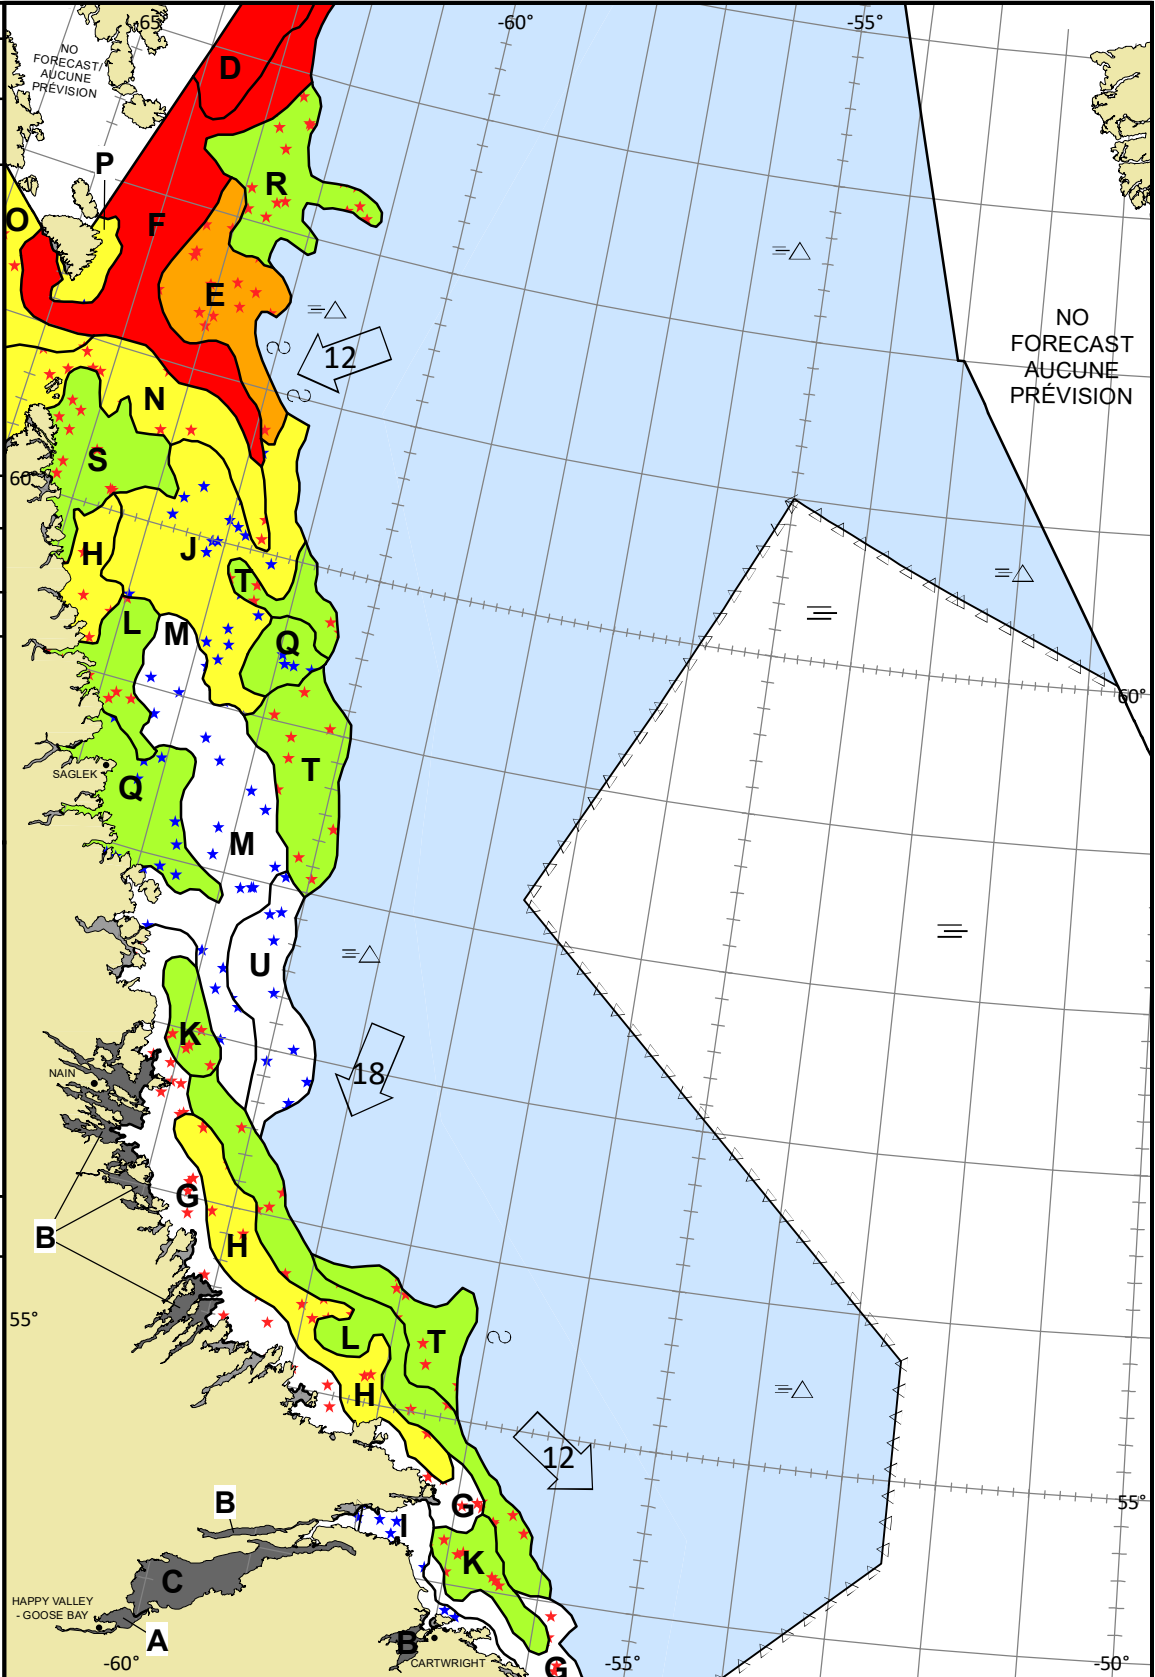 -65°
-60°
-55°
NO
FORECAST/
AUCUNE
PRÉVISION
D
P
R
O
F
E
12
NO
FORECAST
AUCUNE
PRÉVISION
N
S
60°
H
J
T
L
M
Q
60°
SAGLEK
Q
T
M
U
K
NAIN
18
G
B
H
55°
L
T
H
12
B
G
I
55°
K
C
HAPPY VALLEY
- GOOSE BAY
A
B
CARTWRIGHT
G
-60°
-55°
-50°